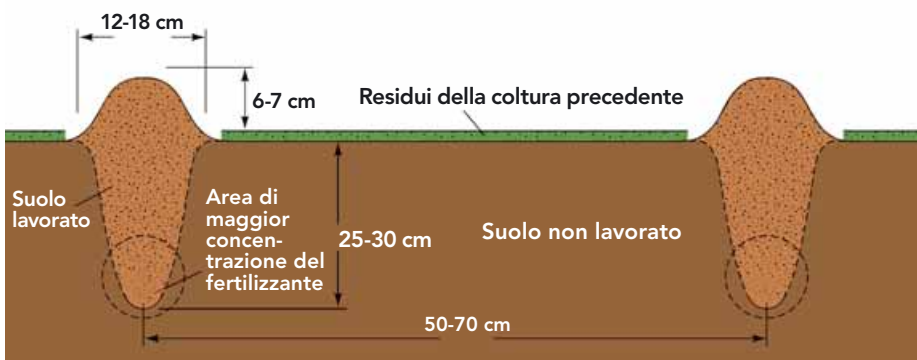 12-18 cm
6-7 cm
Residui della coltura precedente
Suolo
lavorato
Area di
maggior
concen-
trazione del
fertilizzante
25-30 cm
Suolo non lavorato
50-70 cm